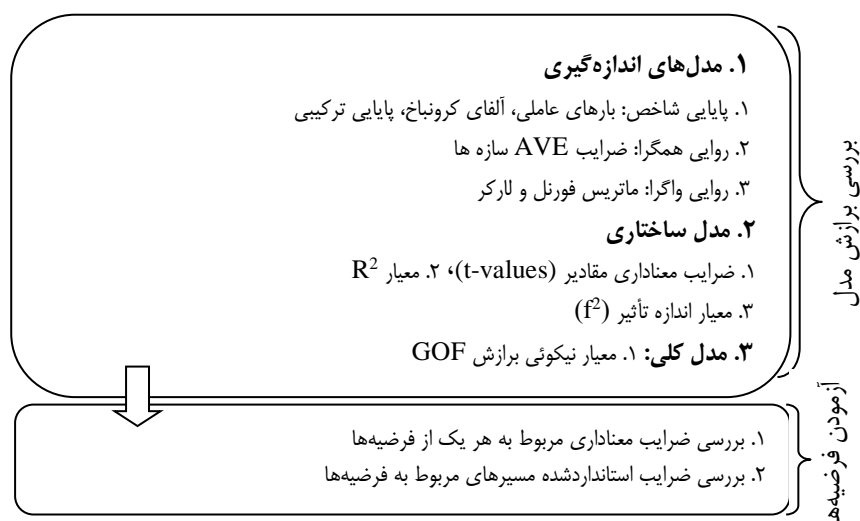 ۱. مدل‌های اندازه‌گیری
۱. پایایی شاخص: بارهای عاملی، آلفای کرونباخ، پایایی ترکیبی
۲. روایی همگرا: ضرایب AVE سازه ها
۳. روایی واگرا: ماتریس فورنل و لارکر
۲. مدل ساختاری
۱. ضرایب معناداری مقادیر (t-values)، ۲. معیار R²
۳. معیار اندازه تأثیر (f²)
۳. مدل کلی: ۱. معیار نیکوئی برازش GOF
بررسی برازش مدل
۱. بررسی ضرایب معناداری مربوط به هر یک از فرضیه‌ها
۲. بررسی ضرایب استانداردشده مسیرهای مربوط به فرضیه‌ها
آزمودن فرضیه‌ه